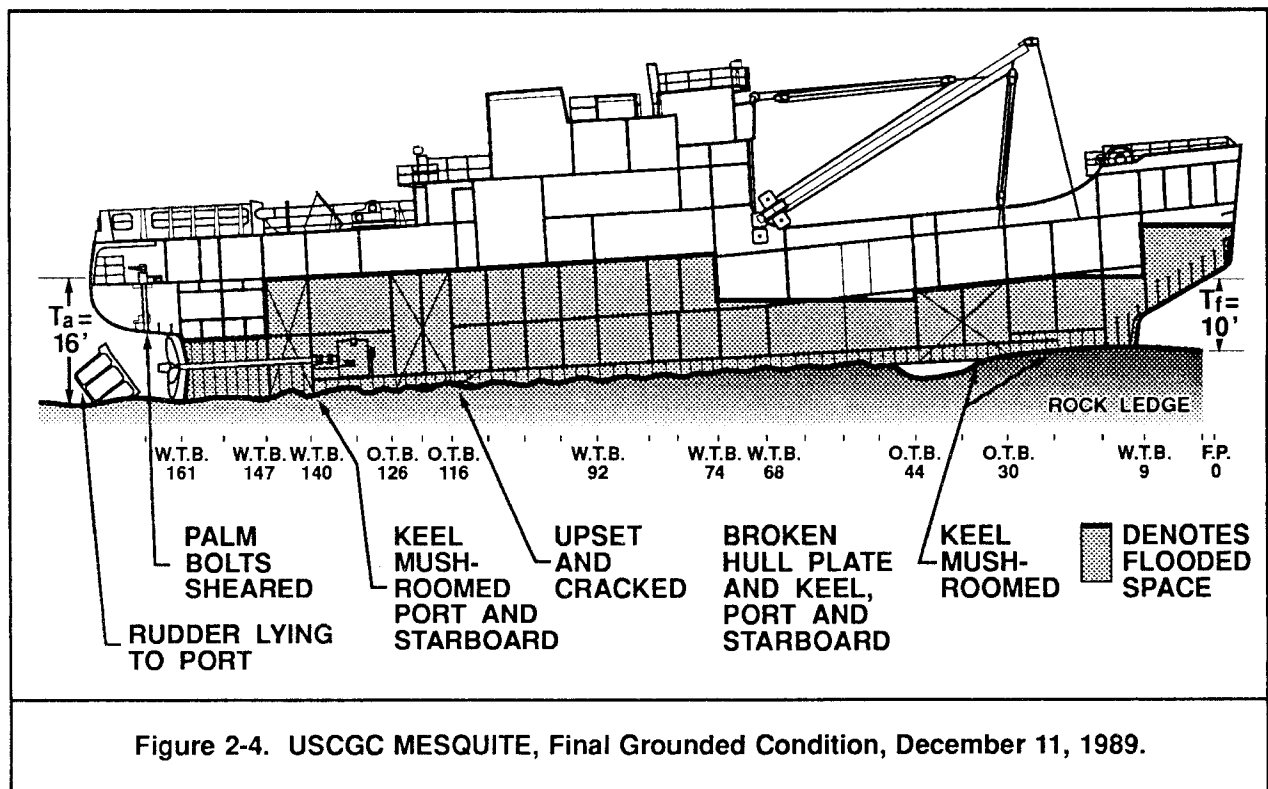 Ta=
16'
Tf=
10'
ROCK LEDGE
W.T.B. W.T.B. W.T.B. O.T.B. O.T.B. W.T.B. W.T.B. W.T.B. O.T.B. O.T.B. W.T.B. F.P.
161 147 140 126 116 92 74 68 44 30 9 0
PALM
BOLTS
SHEARED
RUDDER LYING
TO PORT
KEEL
MUSH-
ROOMED
PORT AND
STARBOARD
UPSET
AND
CRACKED
BROKEN
HULL PLATE
AND KEEL,
PORT AND
STARBOARD
KEEL
MUSH-
ROOMED
DENOTES
FLOODED
SPACE
Figure 2-4. USCGC MESQUITE, Final Grounded Condition, December 11, 1989.